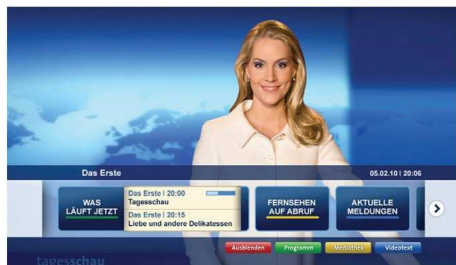 Das Erste
05.02.10 | 20:06
WAS
LÄUFT JETZT
Das Erste | 20:00
Tagesschau
Das Erste | 20:15
Liebe und andere Delikatessen
FERNSEHEN
AUF ABRUF
AKTUELLE
MELDUNGEN
Ausblenden
Programm
Mediathek
Videotext
tagesschau